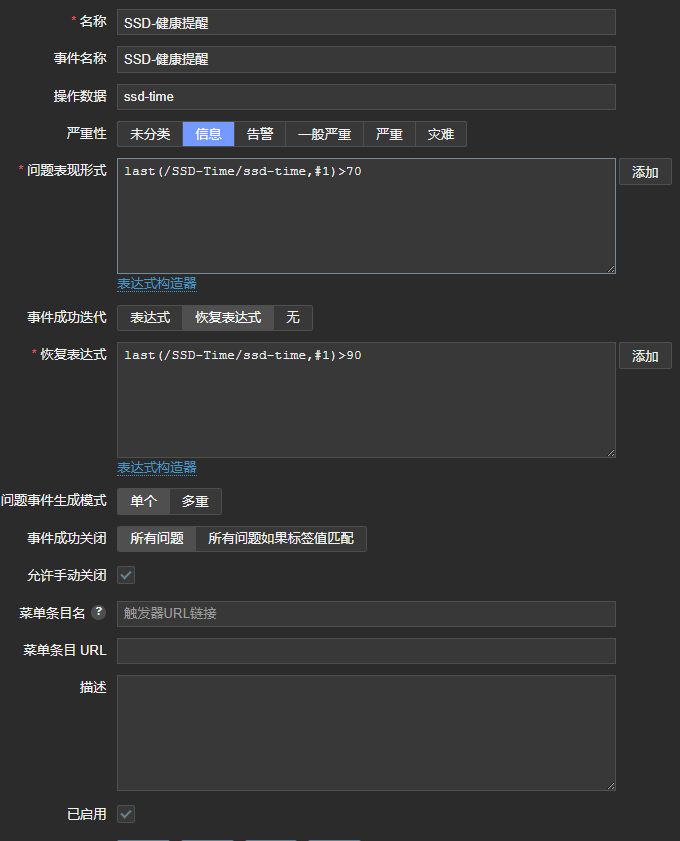 * 名称 SSD-健康提醒
事件名称 SSD-健康提醒
操作数据 ssd-time
严重性 未分类 信息 告警 一般严重 严重 灾难
* 问题表现形式 last(/SSD-Time/ssd-time,#1)>70 添加
表达式构造器
事件成功迭代 表达式 恢复表达式 无
* 恢复表达式 last(/SSD-Time/ssd-time,#1)>90 添加
表达式构造器
问题事件生成模式 单个 多重
事件成功关闭 所有问题 所有问题如果标签值匹配
允许手动关闭
菜单条目名 ? 触发器URL链接
菜单条目 URL
描述
已启用